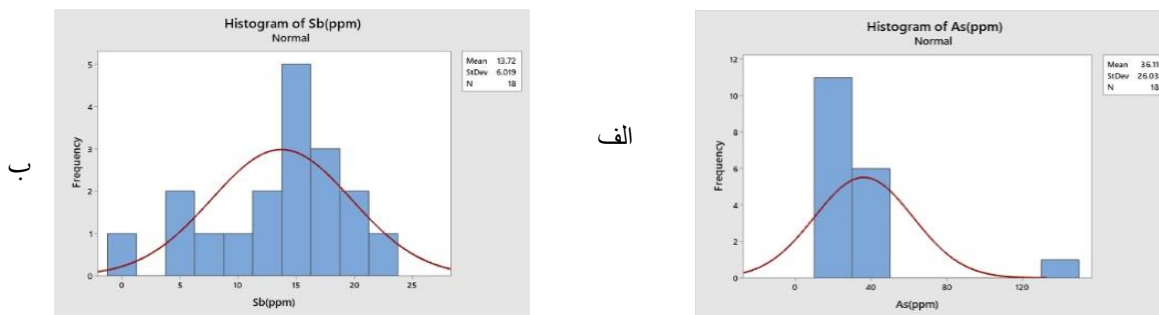 Histogram of Sb(ppm)
Normal
Mean 13.72
StDev 6.019
N 18
Frequency
5
4
3
2
1
0
0 5 10 15 20 25
Sb(ppm)
ب
Histogram of As(ppm)
Normal
Mean 36.11
StDev 26.03
N 18
Frequency
12
10
8
6
4
2
0
0 40 80 120
As(ppm)
الف